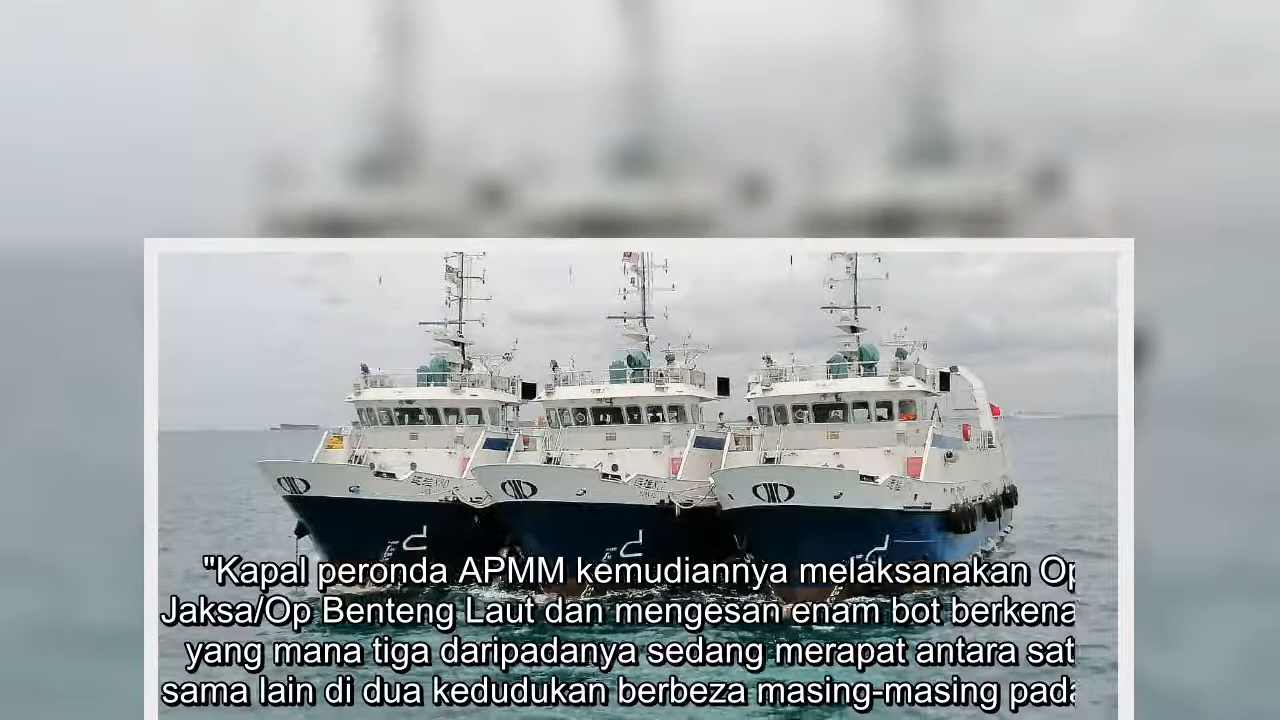 "Kapal peronda APMM kemudiannya melaksanakan Op
Jaksa/Op Benteng Laut dan mengesan enam bot berkena
yang mana tiga daripadanya sedang merapat antara sat
sama lain di dua kedudukan berbeza masing-masing pada